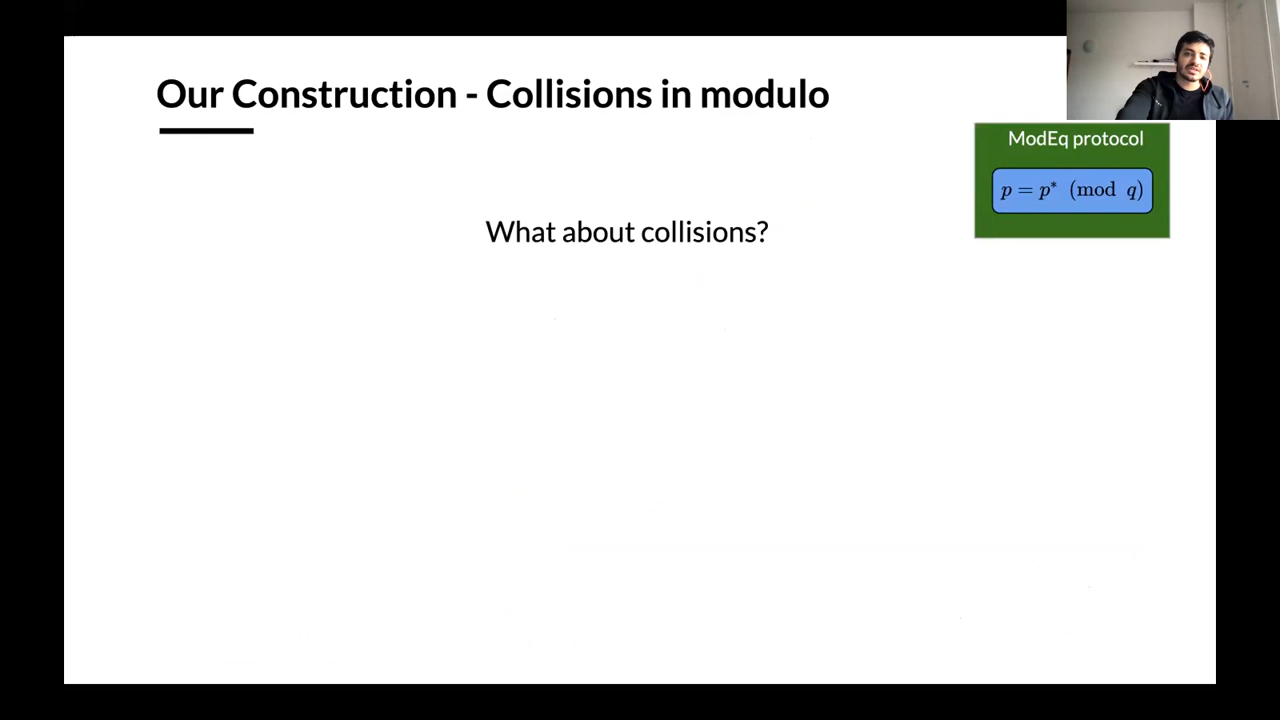 Our Construction - Collisions in modulo
ModEq protocol
p = p* (mod q)
What about collisions?